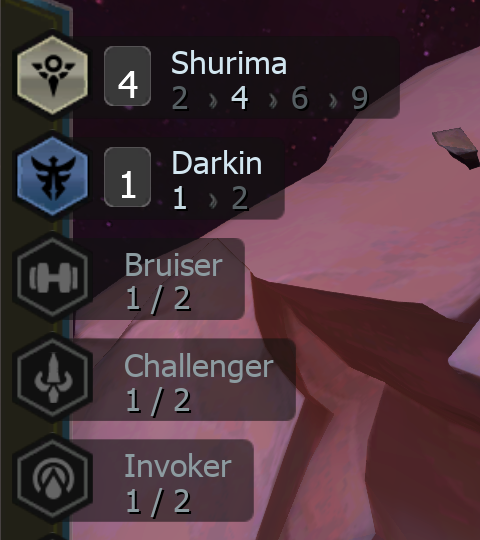 4 Shurima
2 › 4 › 6 › 9
1 Darkin
1 › 2
Bruiser
1 / 2
Challenger
1 / 2
Invoker
1 / 2